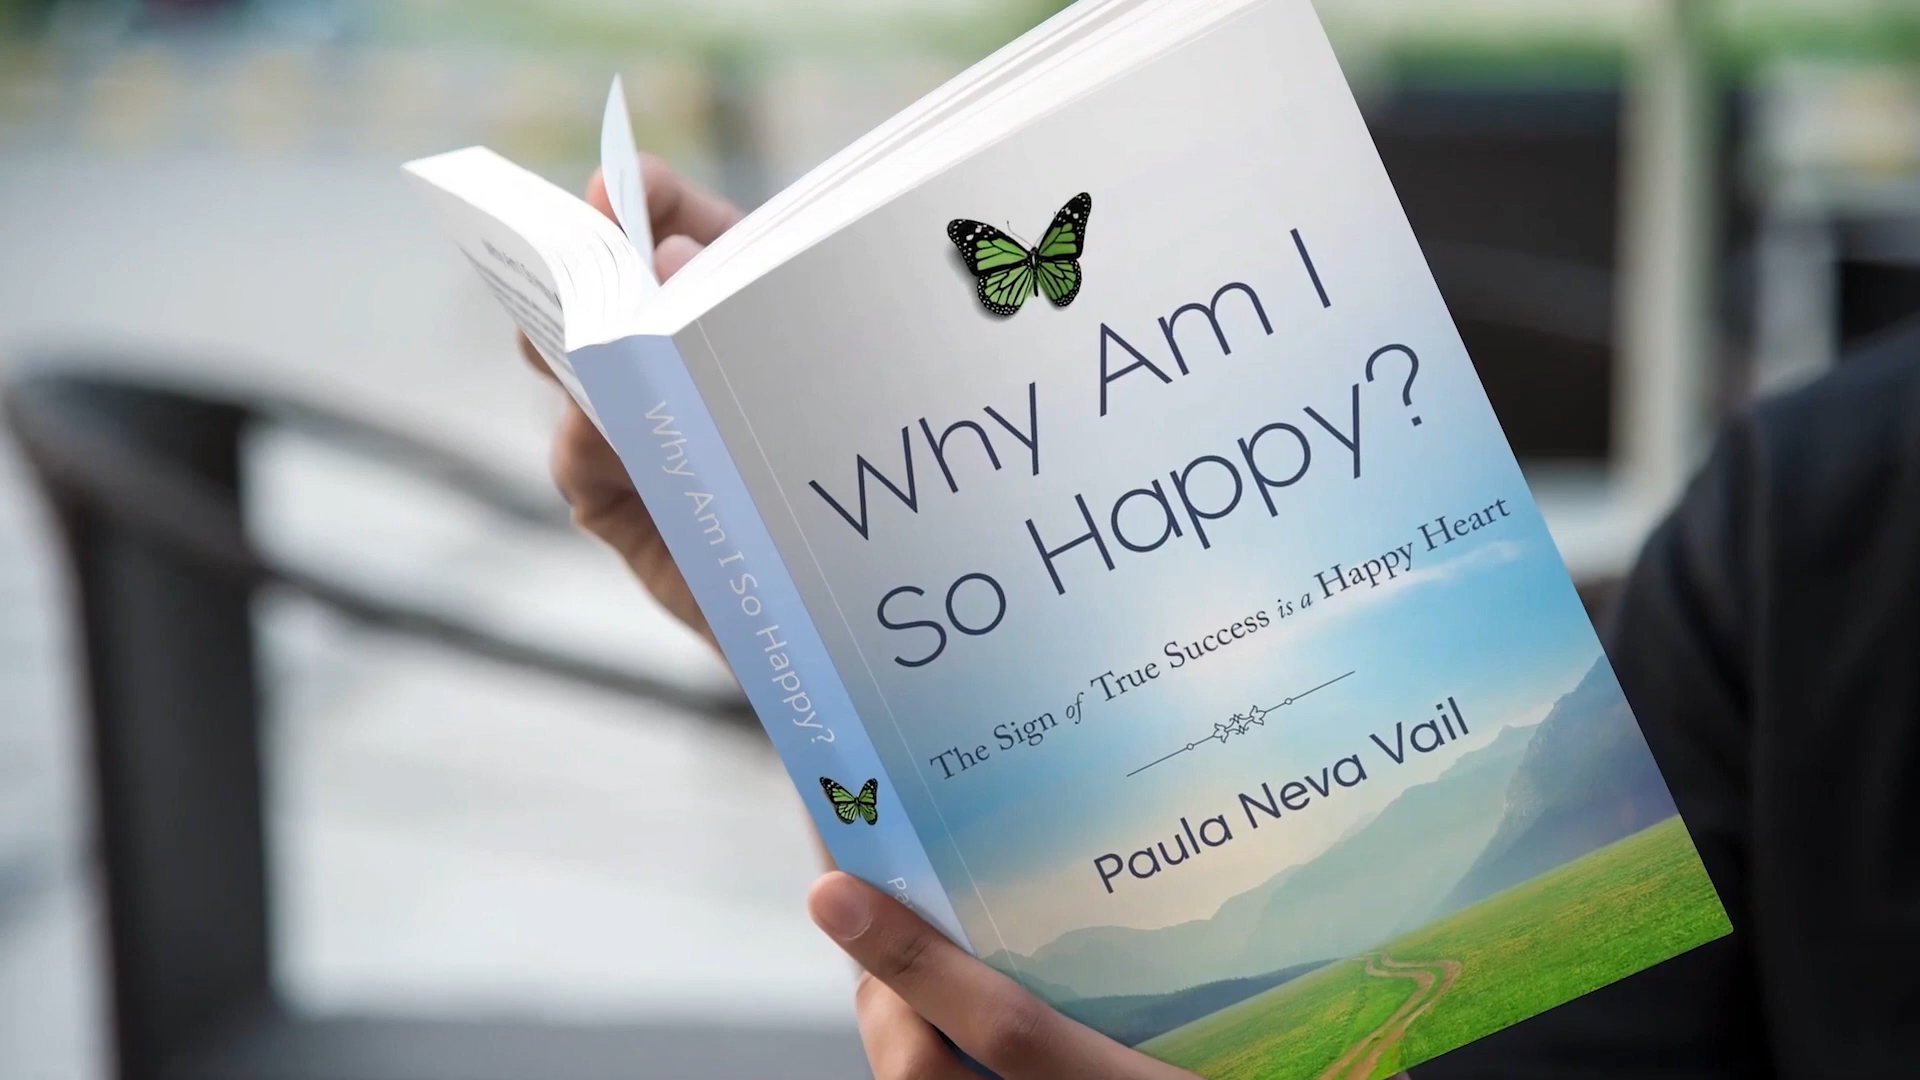 Why Am I
So Happy?
The Sign of True Success is a Happy Heart
Paula Neva Vail
Why Am I So Happy?